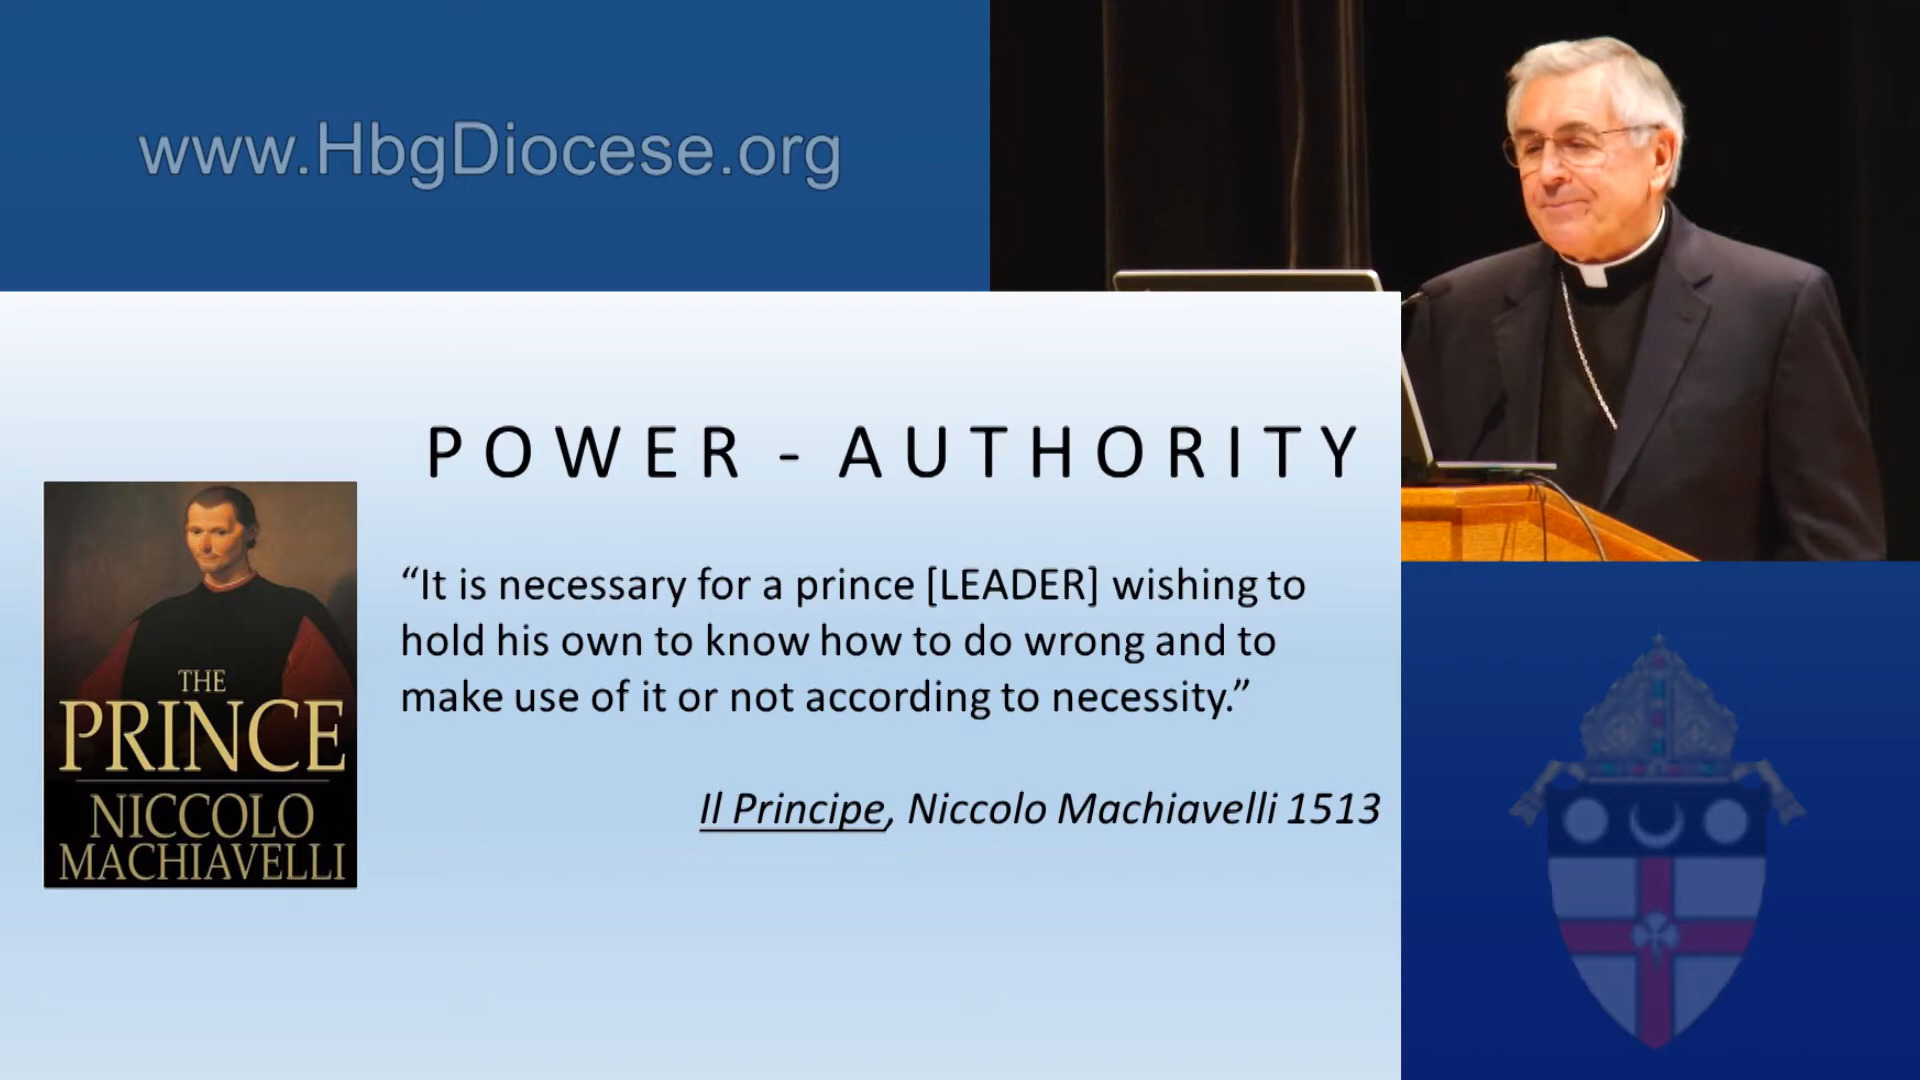 www.HbgDiocese.org
POWER - AUTHORITY
“It is necessary for a prince [LEADER] wishing to
hold his own to know how to do wrong and to
make use of it or not according to necessity.”
Il Principe, Niccolo Machiavelli 1513
THE
PRINCE
NICCOLO
MACHIAVELLI